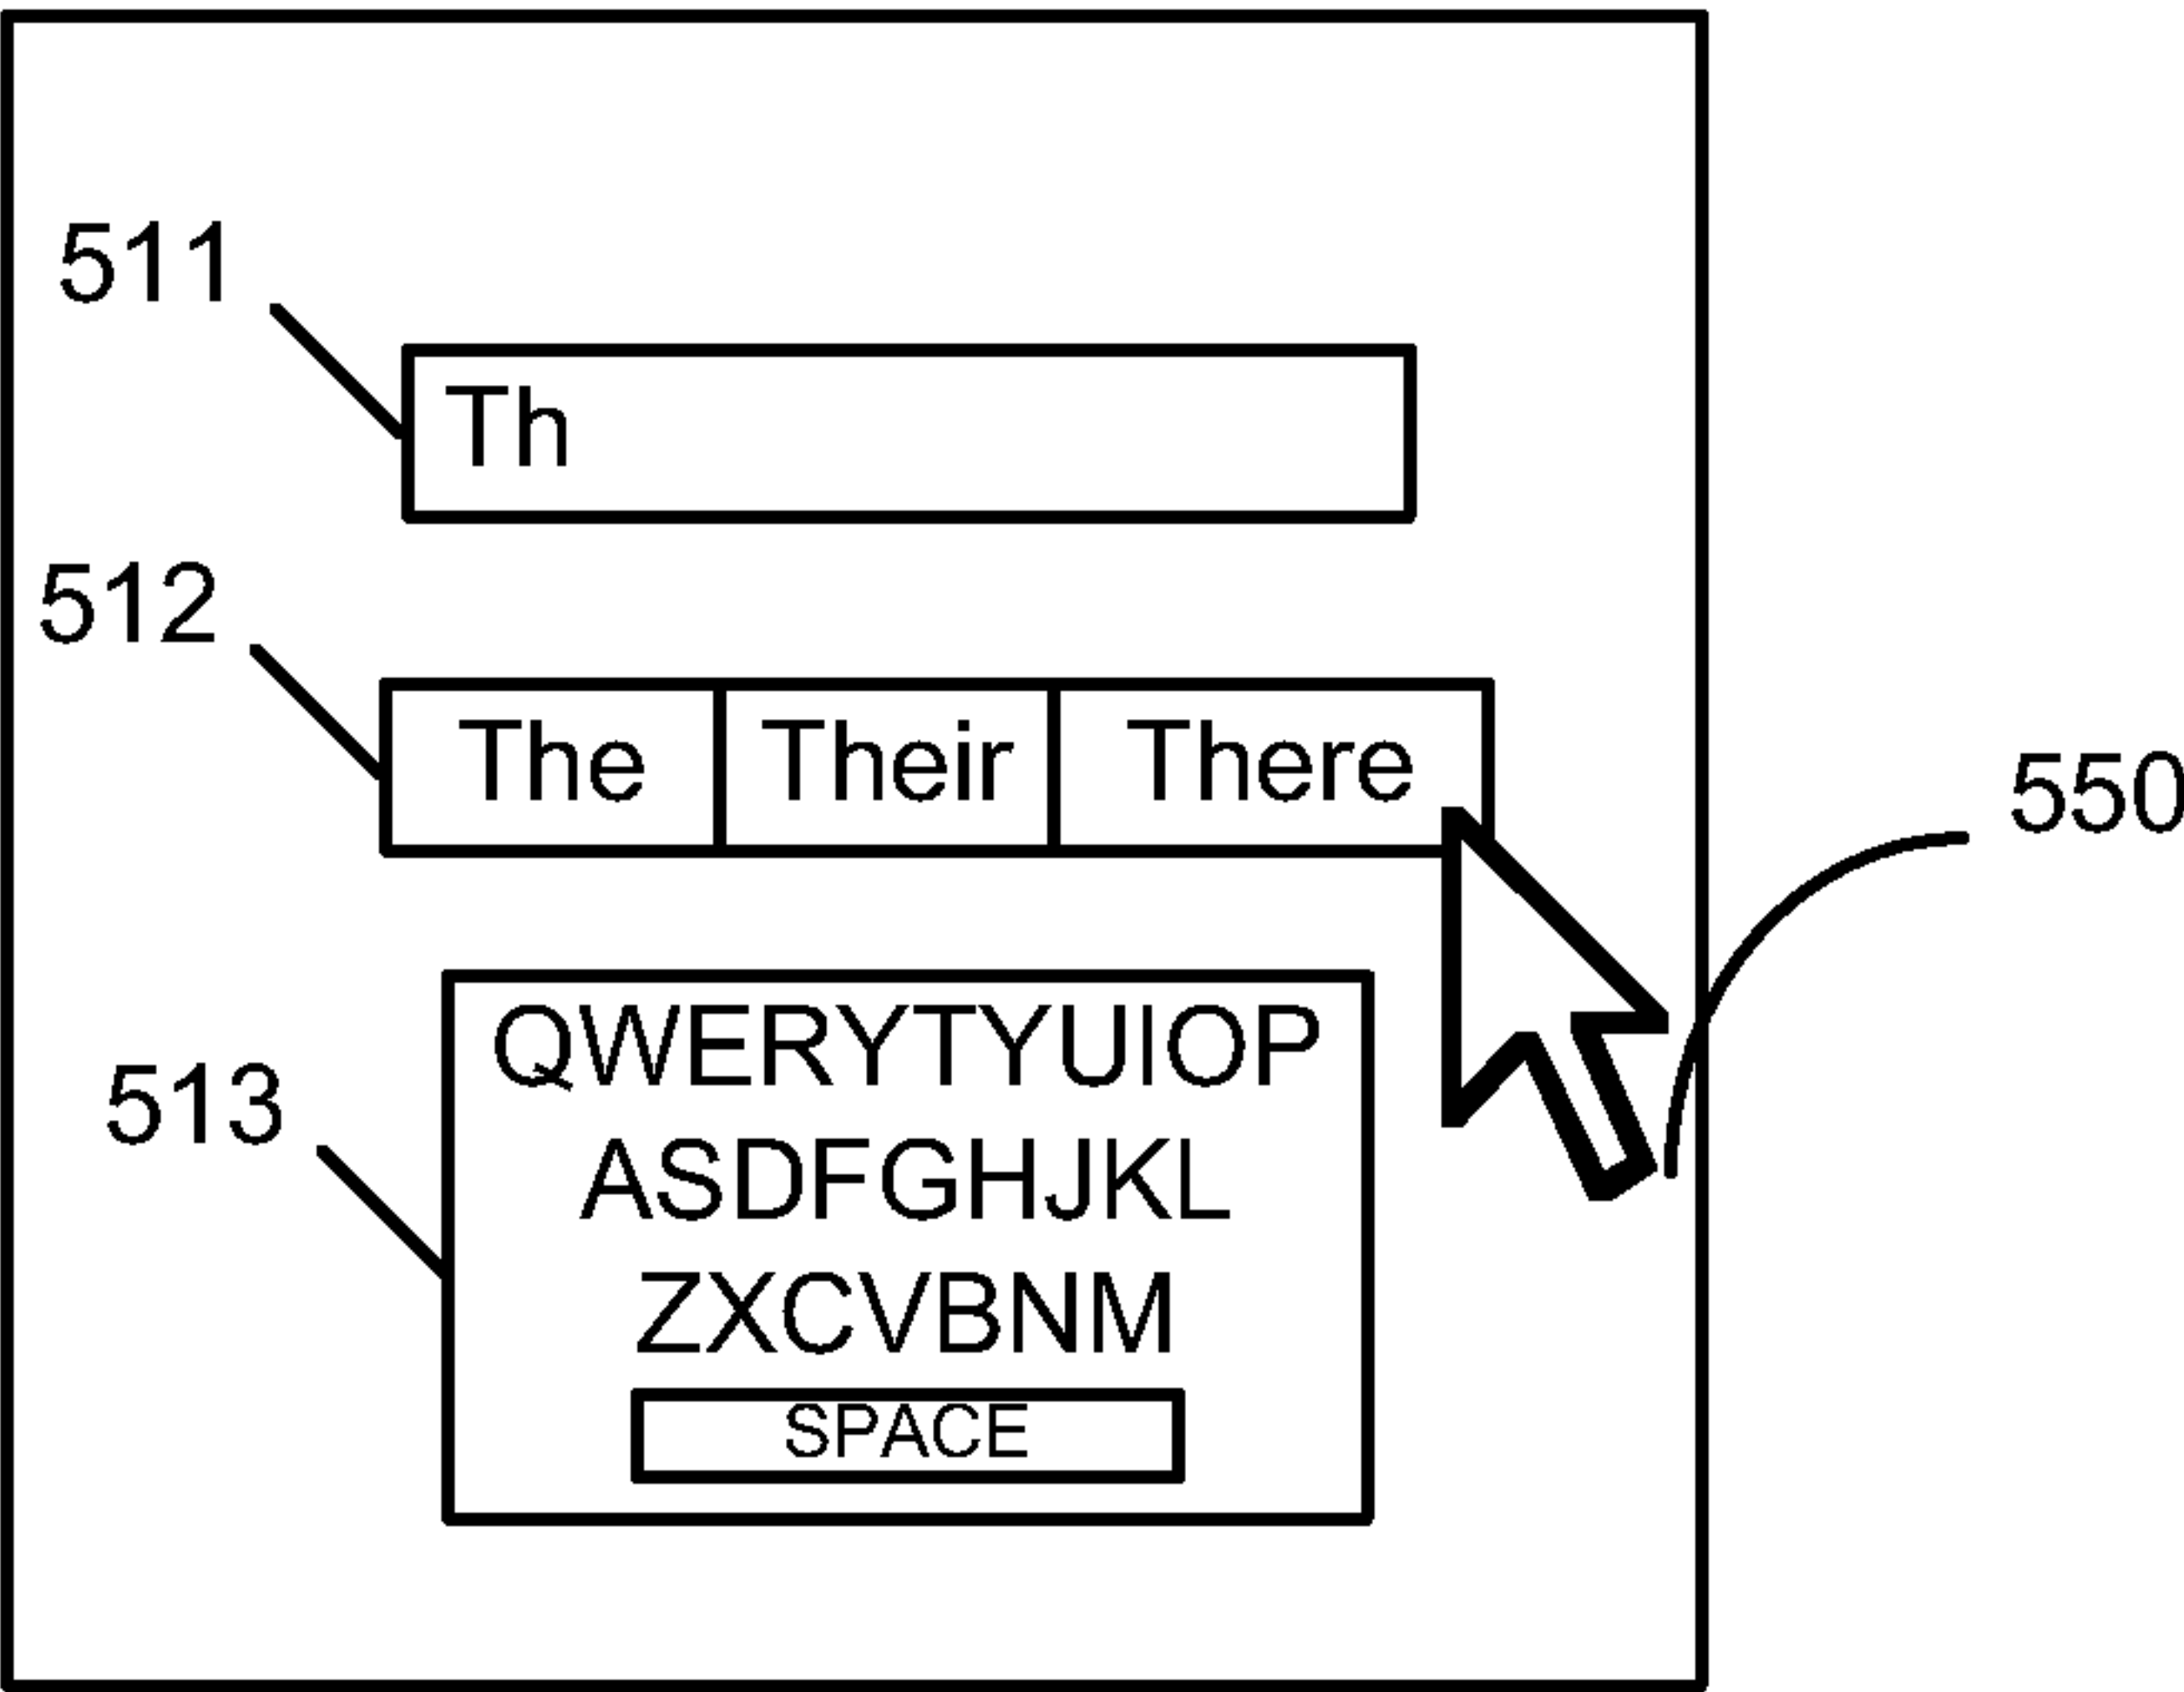 511
Th
512
The Their There
550
QWERYTYUIOP
513
ASDFGHJKL
ZXCVBNM
SPACE